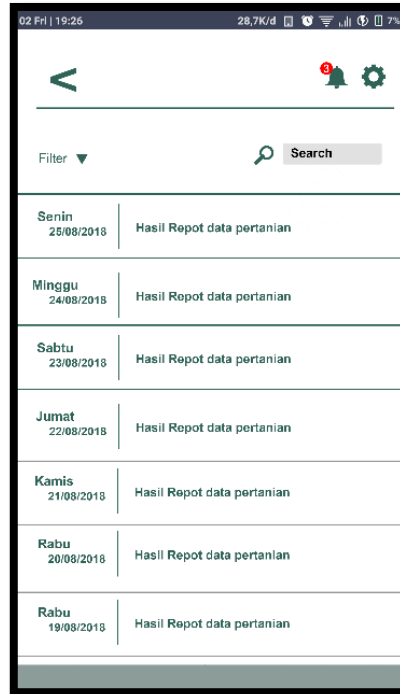 02 Fri | 19:26 28,7K/d 7%
<
3
Filter ▼ Search
Senin
25/08/2018 Hasil Repot data pertanian
Minggu
24/08/2018 Hasil Repot data pertanian
Sabtu
23/08/2018 Hasil Repot data pertanian
Jumat
22/08/2018 Hasil Repot data pertanian
Kamis
21/08/2018 Hasil Repot data pertanian
Rabu
20/08/2018 Hasil Repot data pertanian
Rabu
19/08/2018 Hasil Repot data pertanian